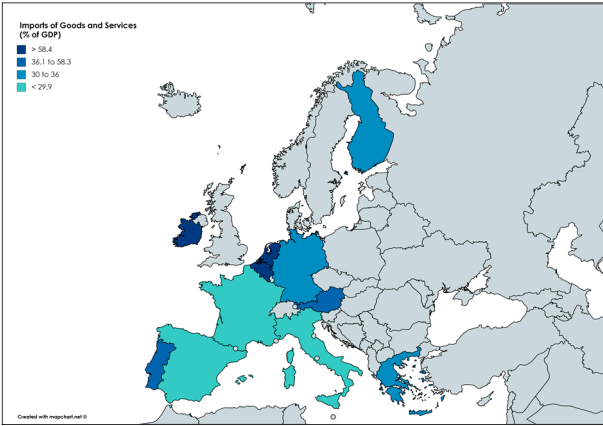 Imports of Goods and Services
(% of GDP)
> 58.4
36.1 to 58.3
30 to 36
< 29.9
Created with mapchart.net ©